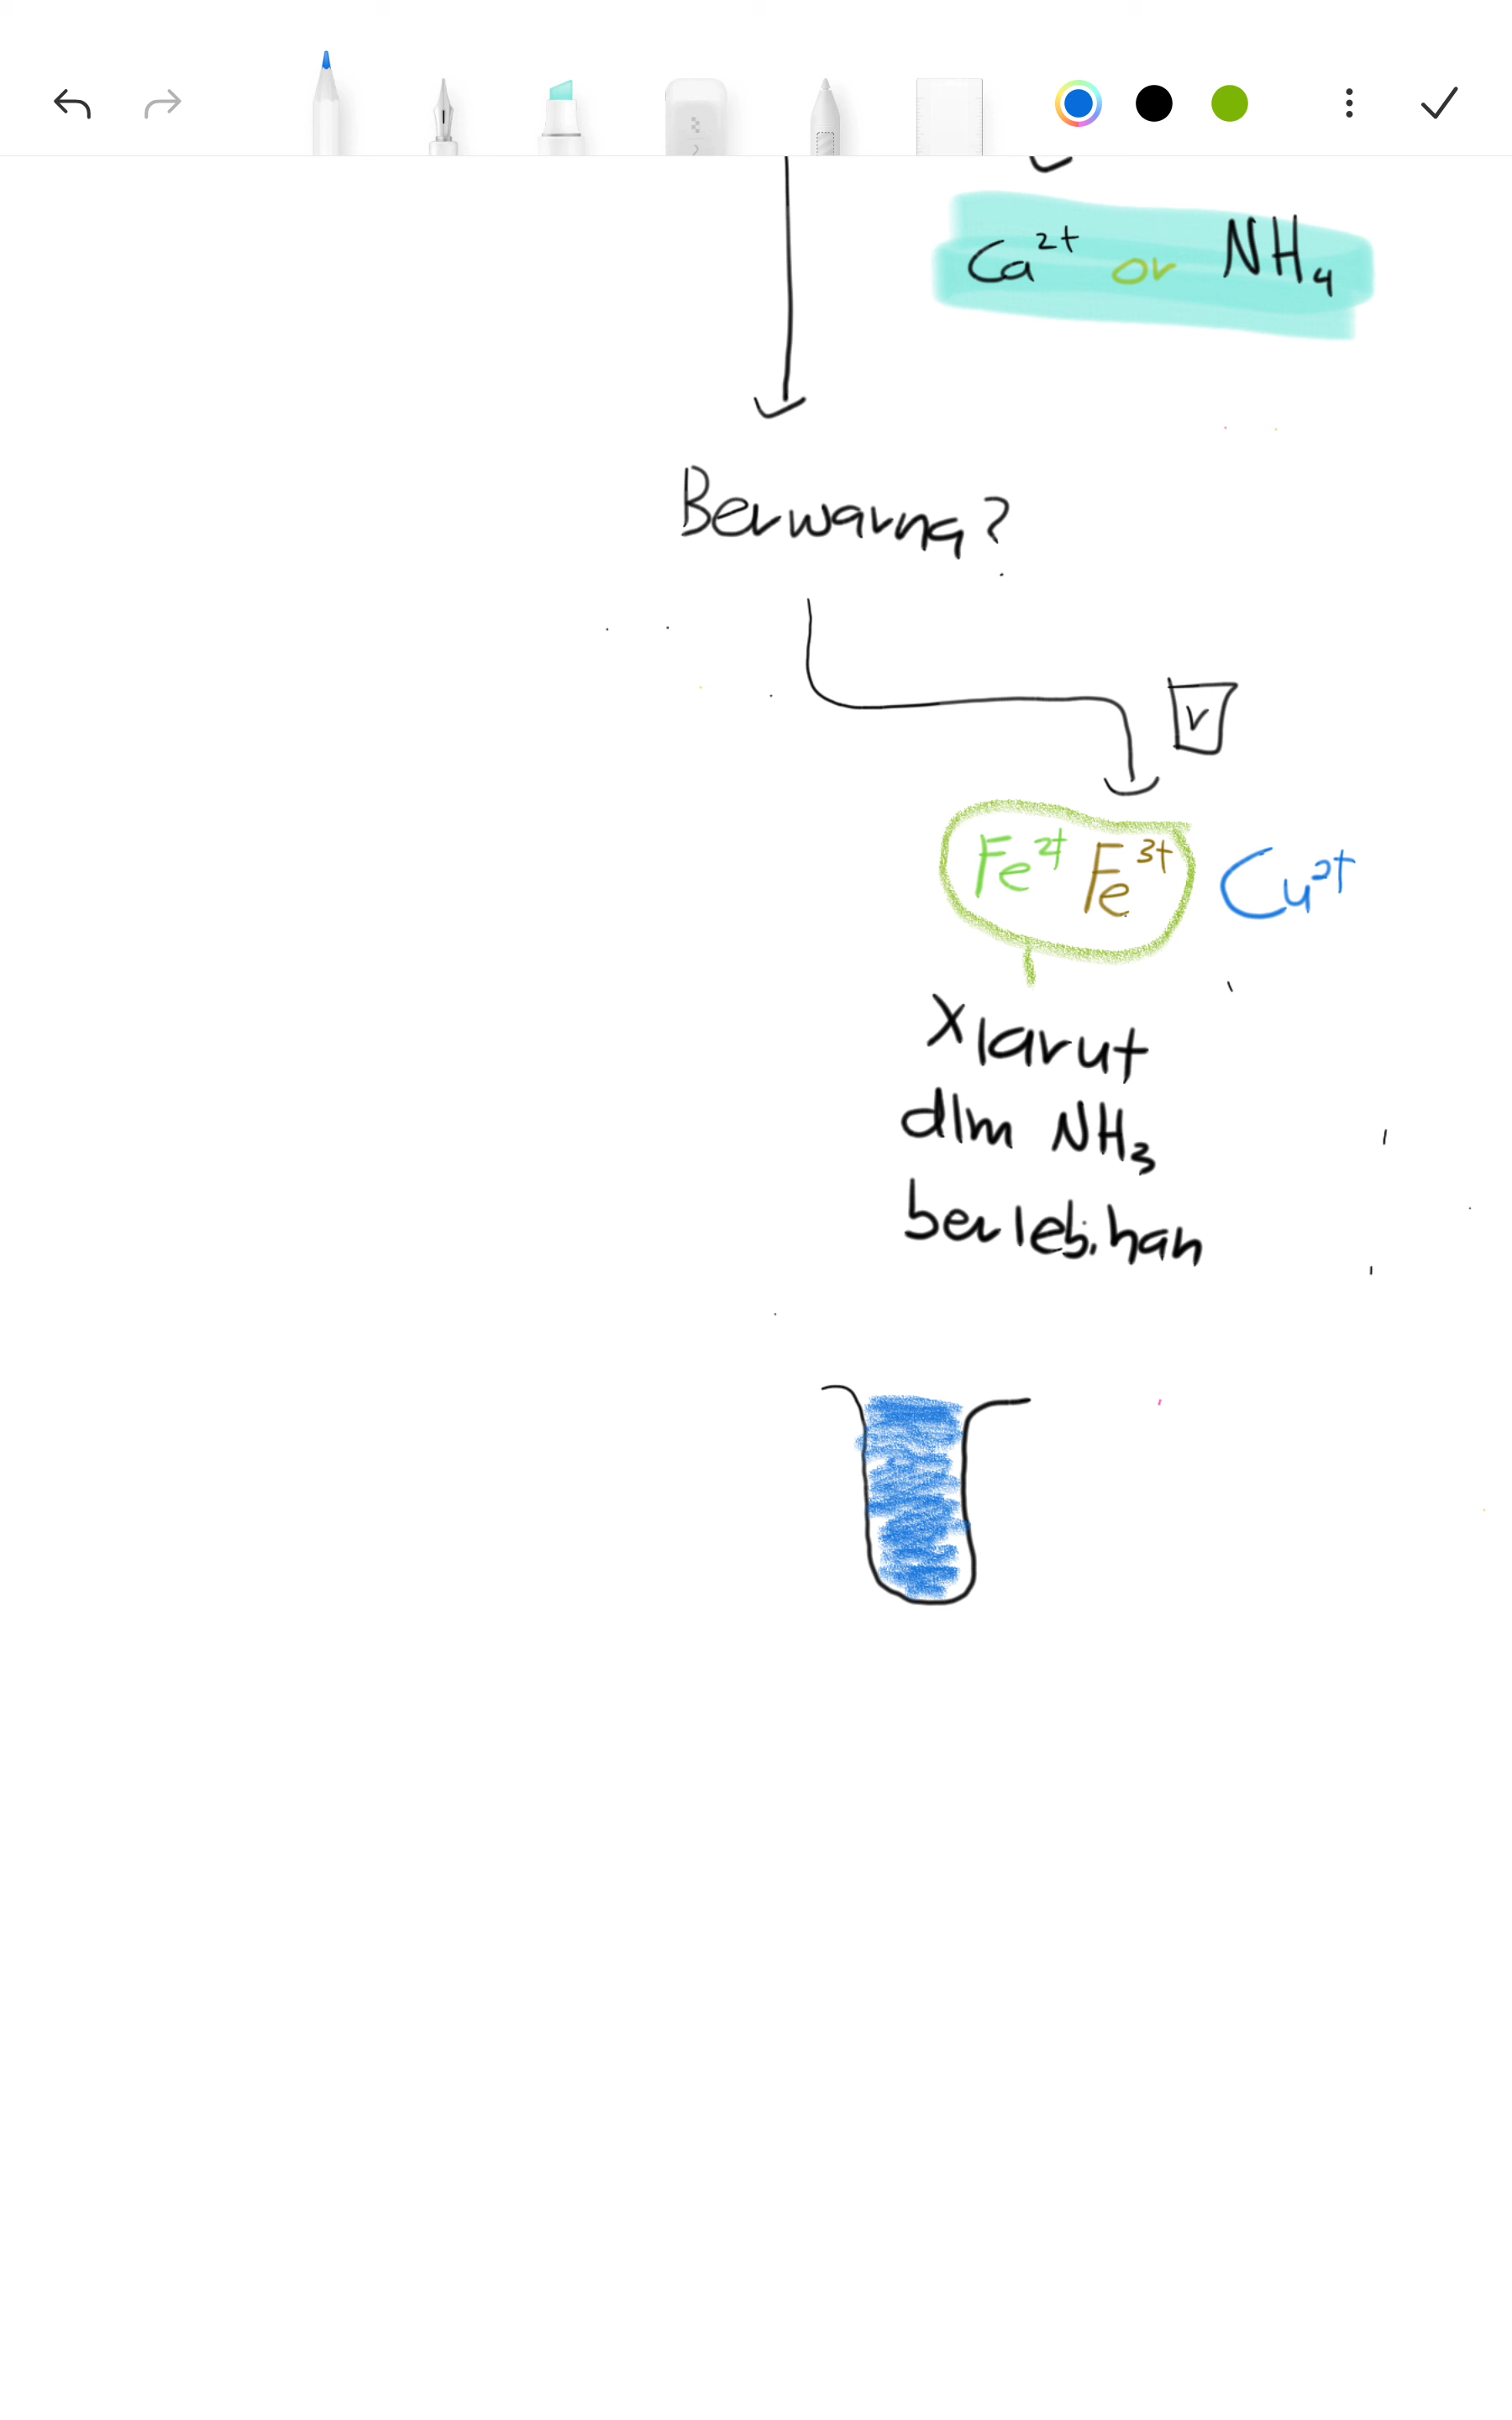 Ca²⁺ or NH₄
Berwarna?
Fe²⁺ Fe³⁺ Cu²⁺
X larut
dlm NH₃
berlebihan